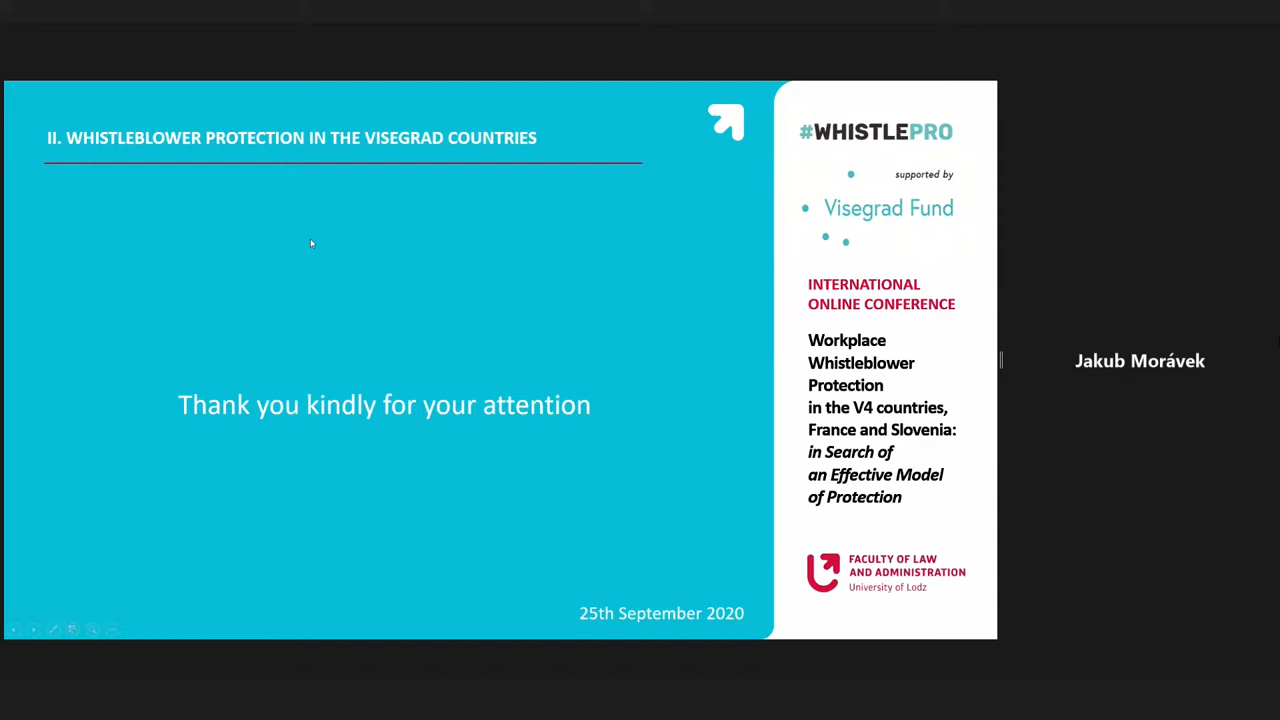 II. WHISTLEBLOWER PROTECTION IN THE VISEGRAD COUNTRIES
Thank you kindly for your attention
25th September 2020
#WHISTLEPRO
supported by
Visegrad Fund
INTERNATIONAL
ONLINE CONFERENCE
Workplace
Whistleblower
Protection
in the V4 countries,
France and Slovenia:
in Search of
an Effective Model
of Protection
FACULTY OF LAW
AND ADMINISTRATION
University of Lodz
Jakub Morávek